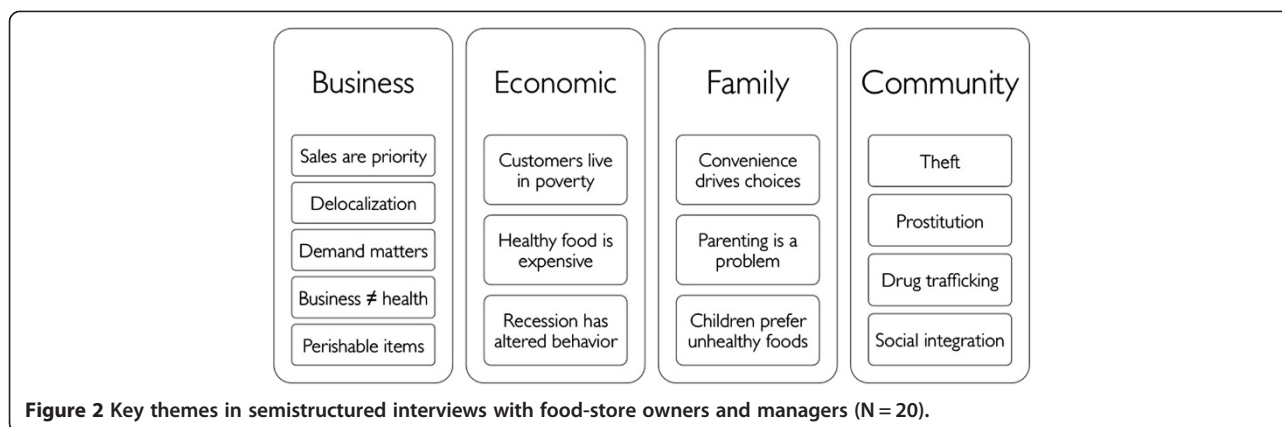 Business
Sales are priority
Delocalization
Demand matters
Business ≠ health
Perishable items
Economic
Customers live
in poverty
Healthy food is
expensive
Recession has
altered behavior
Family
Convenience
drives choices
Parenting is a
problem
Children prefer
unhealthy foods
Community
Theft
Prostitution
Drug trafficking
Social integration
Figure 2 Key themes in semistructured interviews with food-store owners and managers (N = 20).